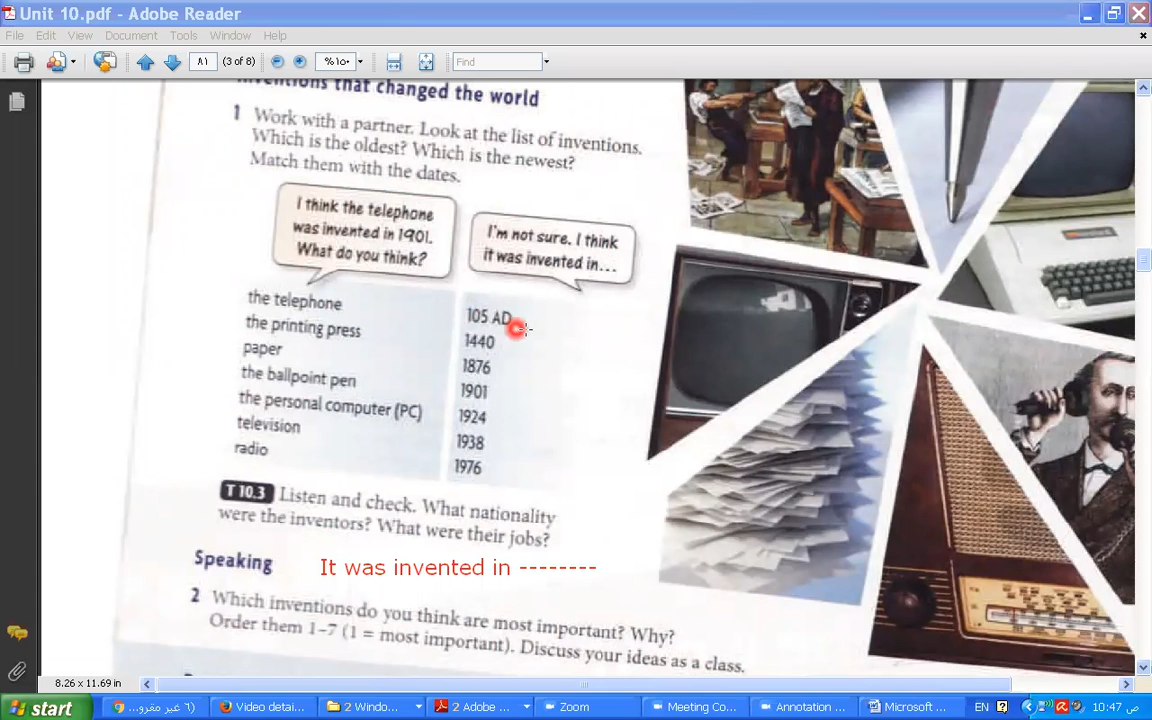 Unit 10.pdf - Adobe Reader
File Edit View Document Tools Window Help
٨١ (3 of 8) %١٥٠ Find
Inventions that changed the world
1 Work with a partner. Look at the list of inventions.
Which is the oldest? Which is the newest?
Match them with the dates.
I think the telephone
was invented in 1901.
What do you think?
I'm not sure. I think
it was invented in...
the telephone
the printing press
paper
the ballpoint pen
the personal computer (PC)
television
radio
105 AD
1440
1876
1901
1924
1938
1976
T 10.3 Listen and check. What nationality
were the inventors? What were their jobs?
Speaking
It was invented in --------
2 Which inventions do you think are most important? Why?
Order them 1–7 (1 = most important). Discuss your ideas as a class.
8.26 x 11.69 in
start
(٦) غير مقرو...
Video detai...
2 Windo...
2 Adobe ...
Zoom
Meeting Co...
Annotation ...
Microsoft ...
EN
10:47 ص